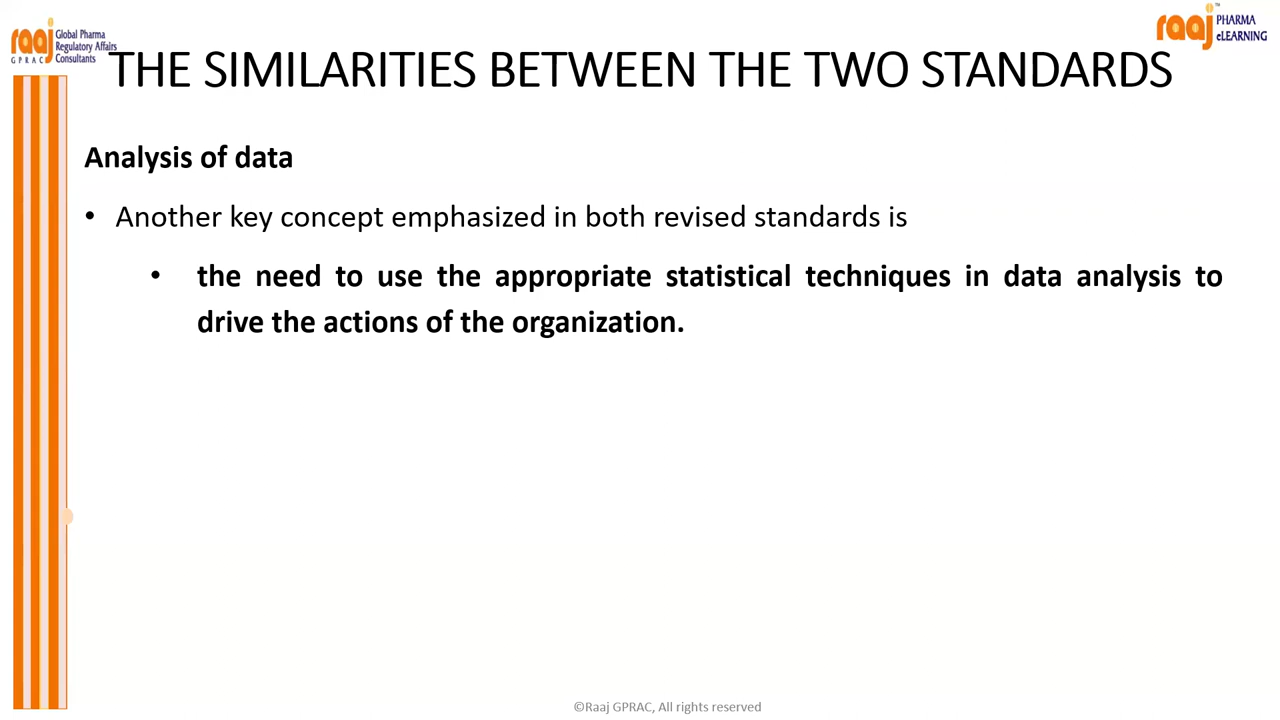 raaj Global Pharma
Regulatory Affairs
GPRAC Consultants
raaj PHARMA
eLEARNING
™
THE SIMILARITIES BETWEEN THE TWO STANDARDS
Analysis of data
• Another key concept emphasized in both revised standards is
• the need to use the appropriate statistical techniques in data analysis to
drive the actions of the organization.
©Raaj GPRAC, All rights reserved